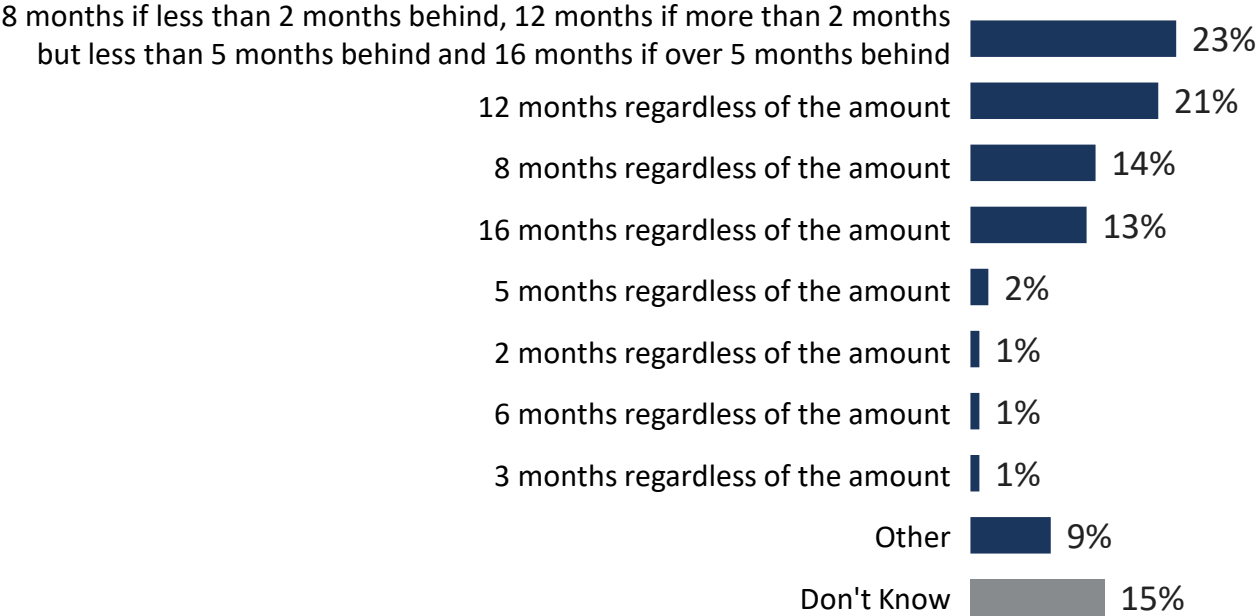 8 months if less than 2 months behind, 12 months if more than 2 months
but less than 5 months behind and 16 months if over 5 months behind
23%
12 months regardless of the amount 21%
8 months regardless of the amount 14%
16 months regardless of the amount 13%
5 months regardless of the amount 2%
2 months regardless of the amount 1%
6 months regardless of the amount 1%
3 months regardless of the amount 1%
Other 9%
Don't Know 15%